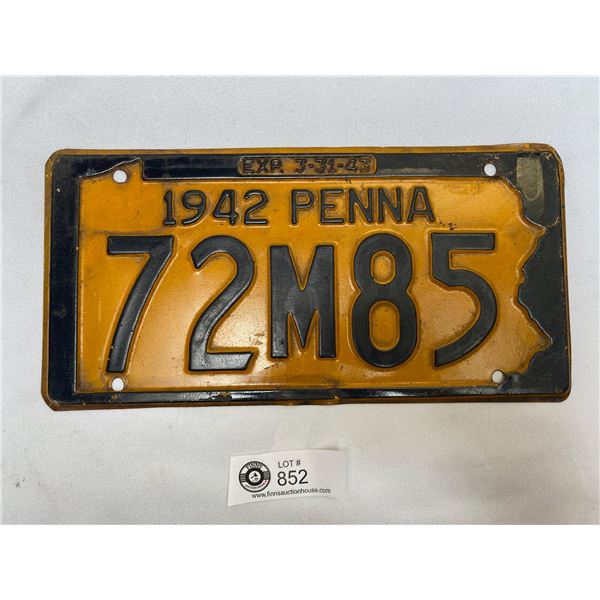 EXP. 3-31-43
1942 PENNA
72M85
LOT #
852
www.finnsauctionhouse.com